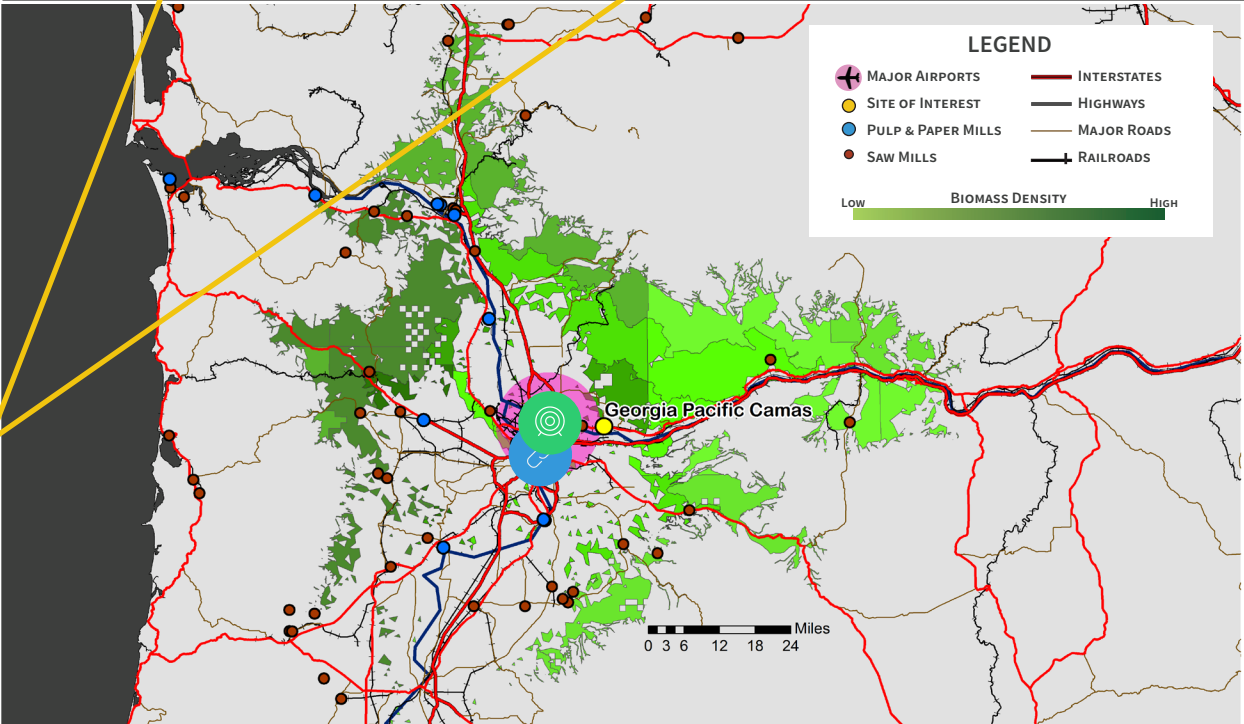 LEGEND
MAJOR AIRPORTS
INTERSTATES
SITE OF INTEREST
HIGHWAYS
PULP & PAPER MILLS
MAJOR ROADS
SAW MILLS
RAILROADS
LOW
BIOMASS DENSITY
HIGH
Georgia Pacific Camas
Miles
0 3 6 12 18 24